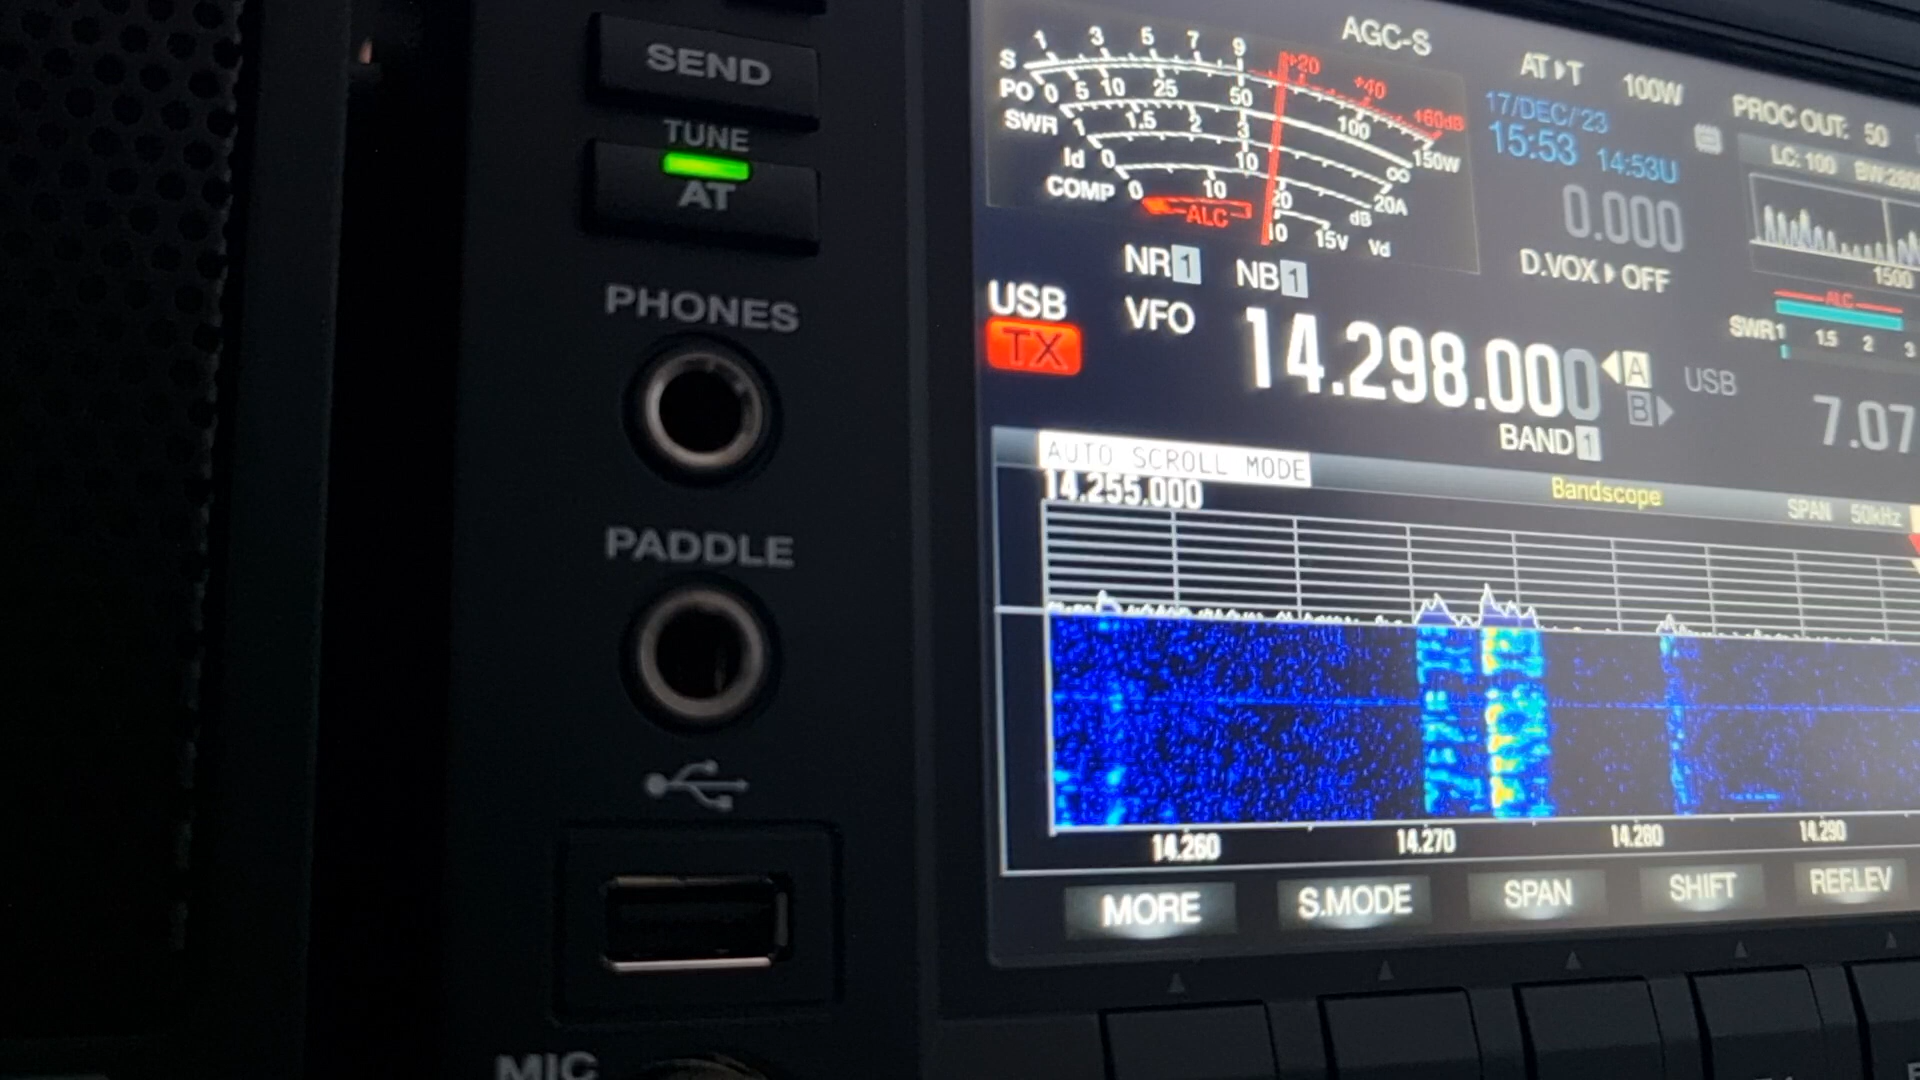 SEND
TUNE
AT
PHONES
PADDLE
MIC
AGC-S
S 1 3 5 7 9 +20 +40 +60dB
PO 0 5 10 25 50 100 150W
SWR 1 1.5 2 3 ∞
Id 0 10 20A
COMP 0 10 20 dB
ALC 10 15V Vd
AT▸T 100W
17/DEC/'23
15:53 14:53U
PROC OUT: 50
LC: 100
0.000
D.VOX▸OFF
1500
ALC
SWR1 1.5 2 3
NR1 NB1
USB VFO
TX
14.298.000 A
B USB 7.07
BAND1
AUTO SCROLL MODE
14.255.000
Bandscope
SPAN 50kHz
14.260 14.270 14.280 14.290
MORE S.MODE SPAN SHIFT REF.LEV